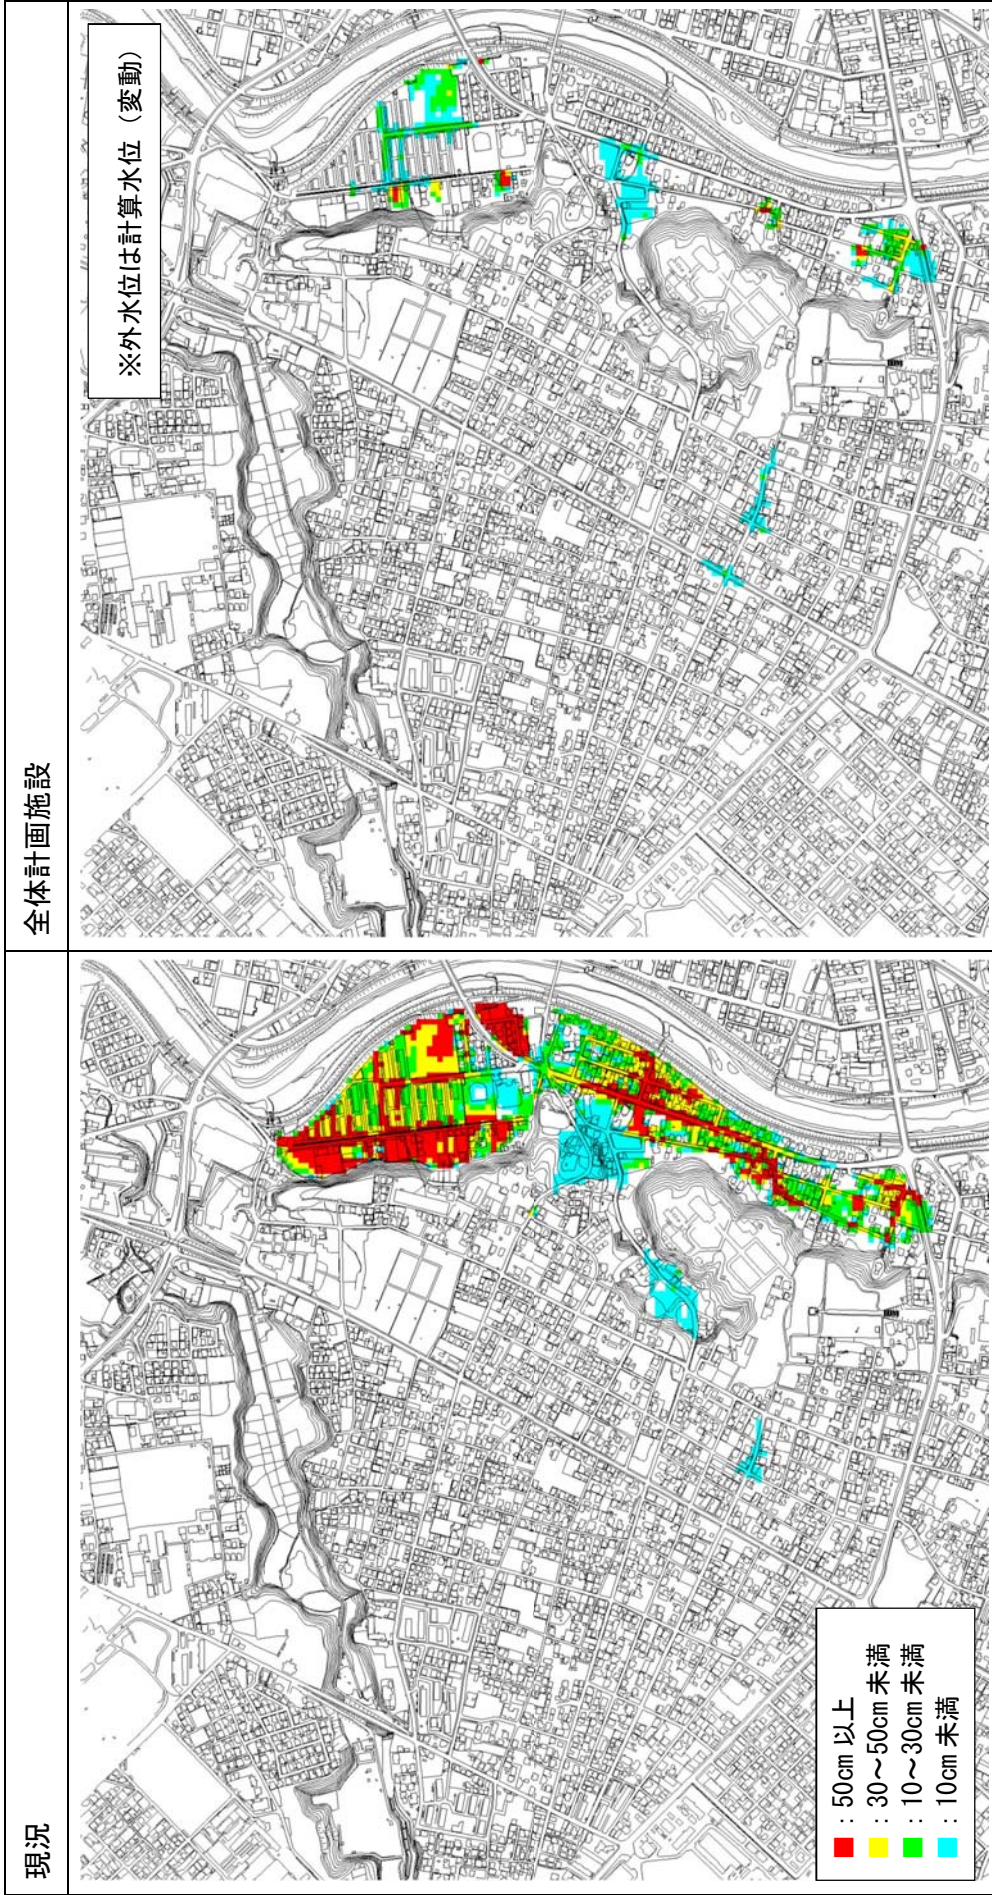 現況
全体計画施設
※外水位は計算水位（変動）
■：50cm 以上
■：30～50cm 未満
■：10～30cm 未満
■：10cm 未満